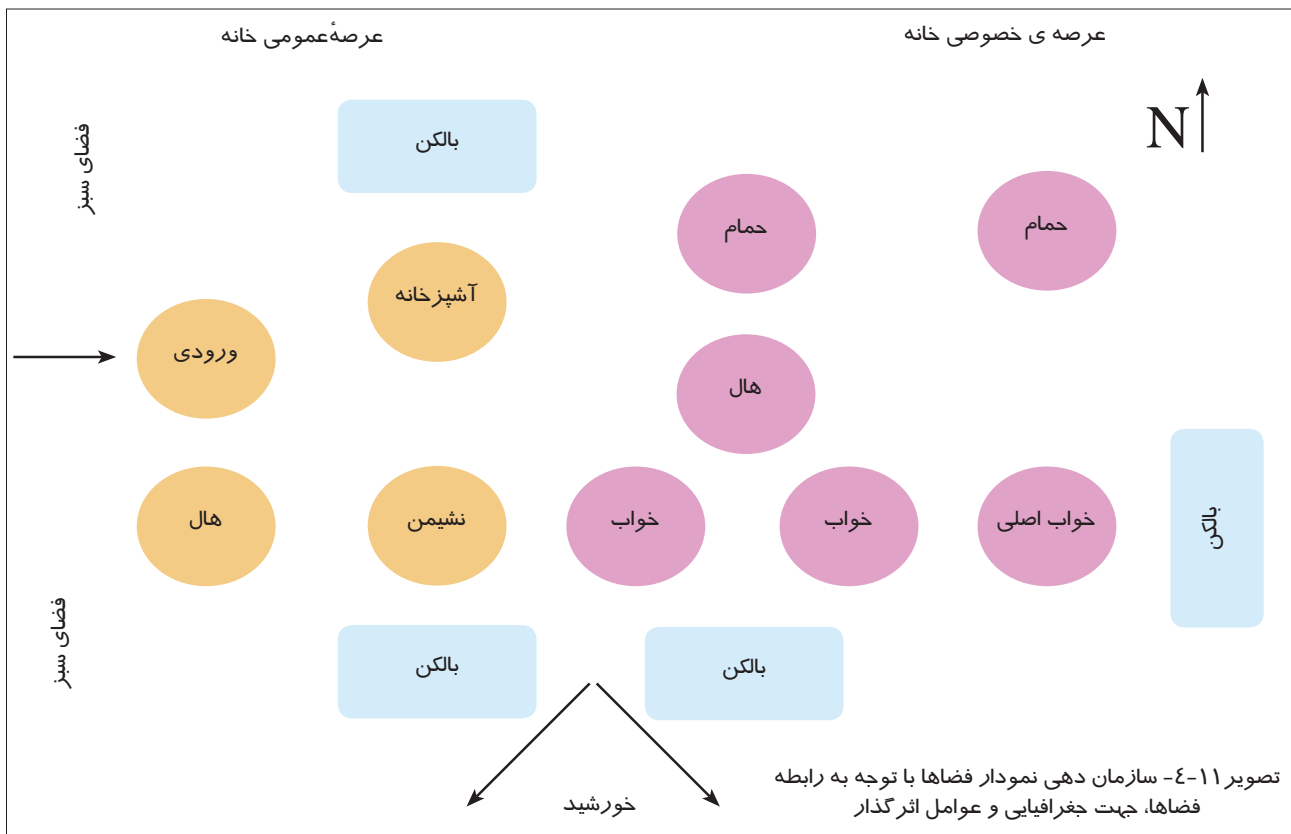 عرصه ی خصوصی خانه
عرصهٔ عمومی خانه
N
فضای سبز
بالکن
حمام
حمام
آشپزخانه
ورودی
هال
هال
نشیمن
خواب
خواب
خواب اصلی
بالکن
فضای سبز
بالکن
بالکن
خورشید
تصویر ۱۱-٤- سازمان دهی نمودار فضاها با توجه به رابطه
فضاها، جهت جغرافیایی و عوامل اثرگذار